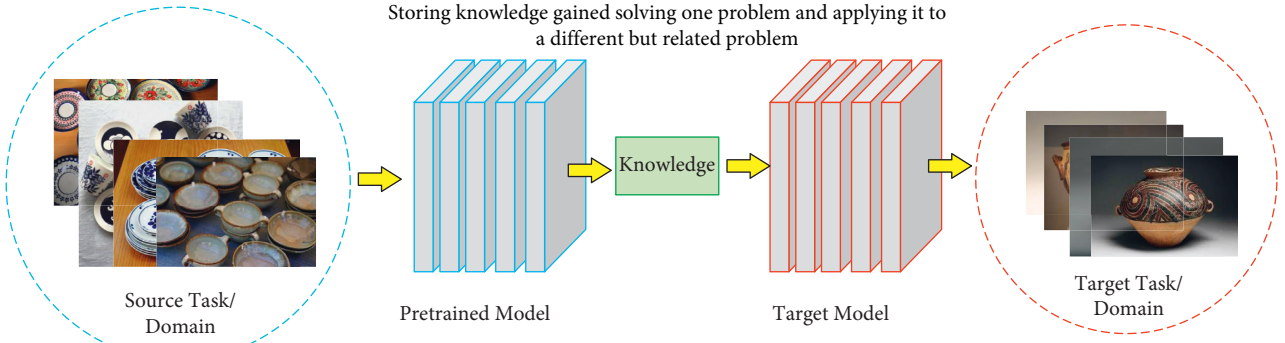 Storing knowledge gained solving one problem and applying it to
a different but related problem
Knowledge
Source Task/
Domain
Pretrained Model
Target Model
Target Task/
Domain